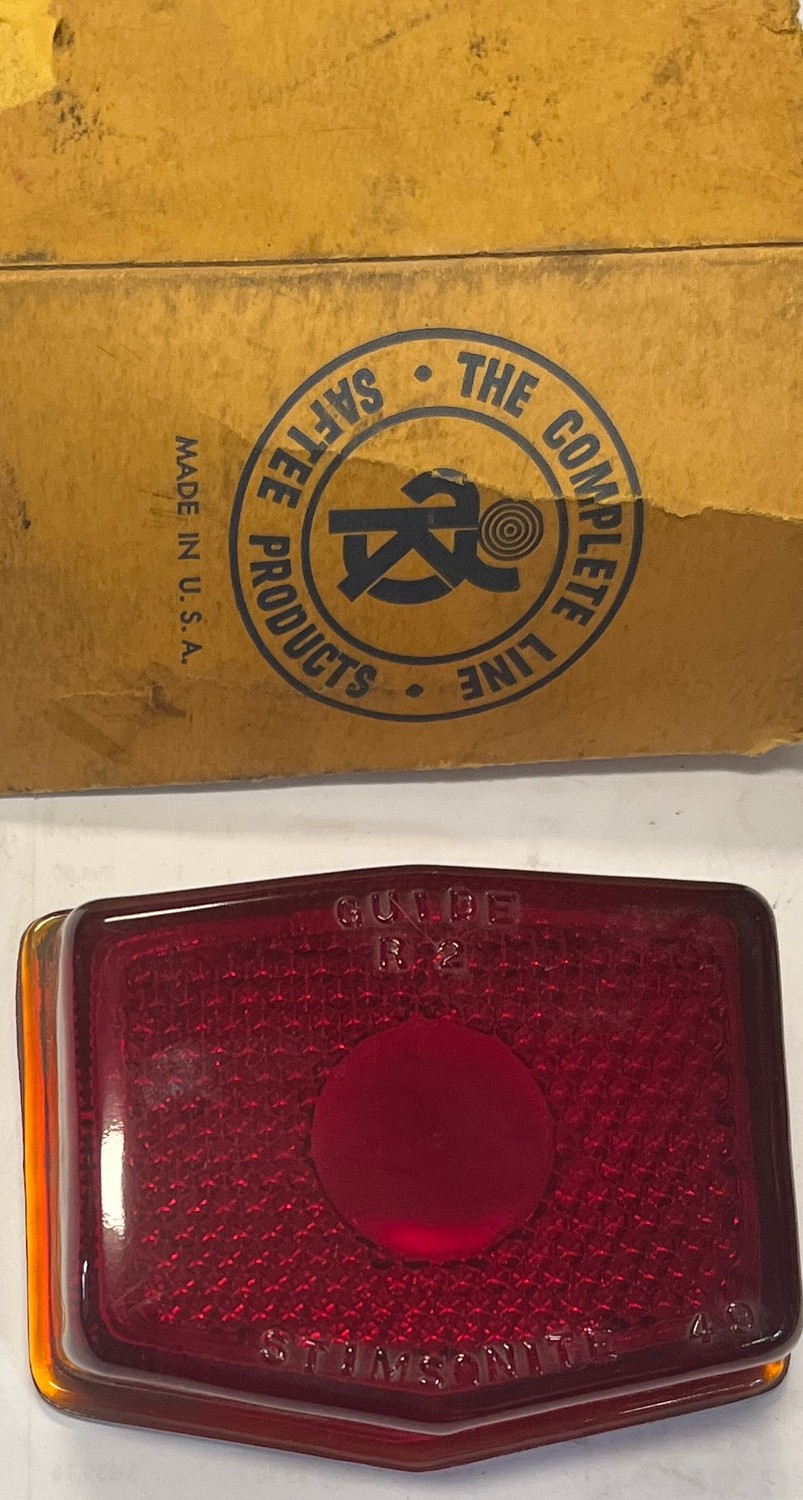 THE COMPLETE LINE
SAFTEE PRODUCTS
MADE IN U.S.A.
GUIDE
R 2
STIMSONITE 49